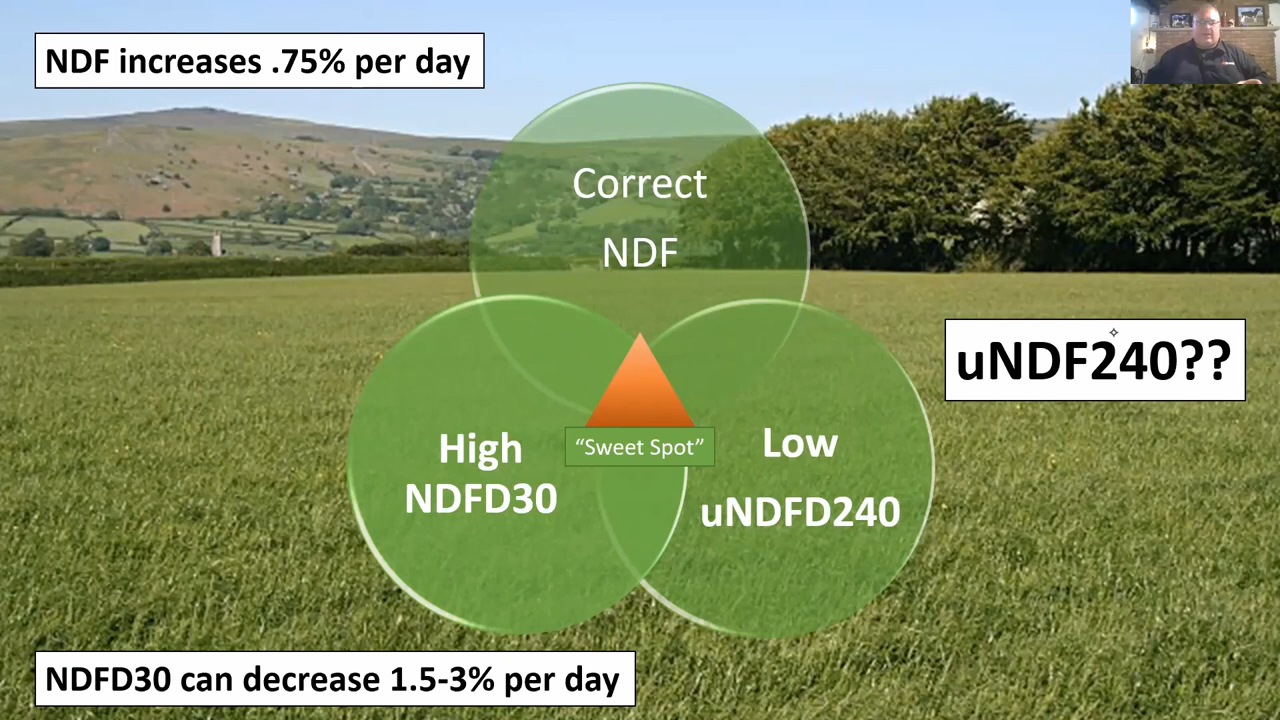 NDF increases .75% per day
Correct
NDF
uNDF240??
High
NDFD30
"Sweet Spot"
Low
uNDFD240
NDFD30 can decrease 1.5-3% per day